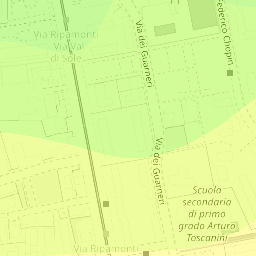 Via Ripamonti
Via Val
di Sole
Via dei Guarneri
Federico Chopin
Via dei Guarneri
Scuola
secondaria
di primo
grado Arturo
Toscanini
Via Ripamonti